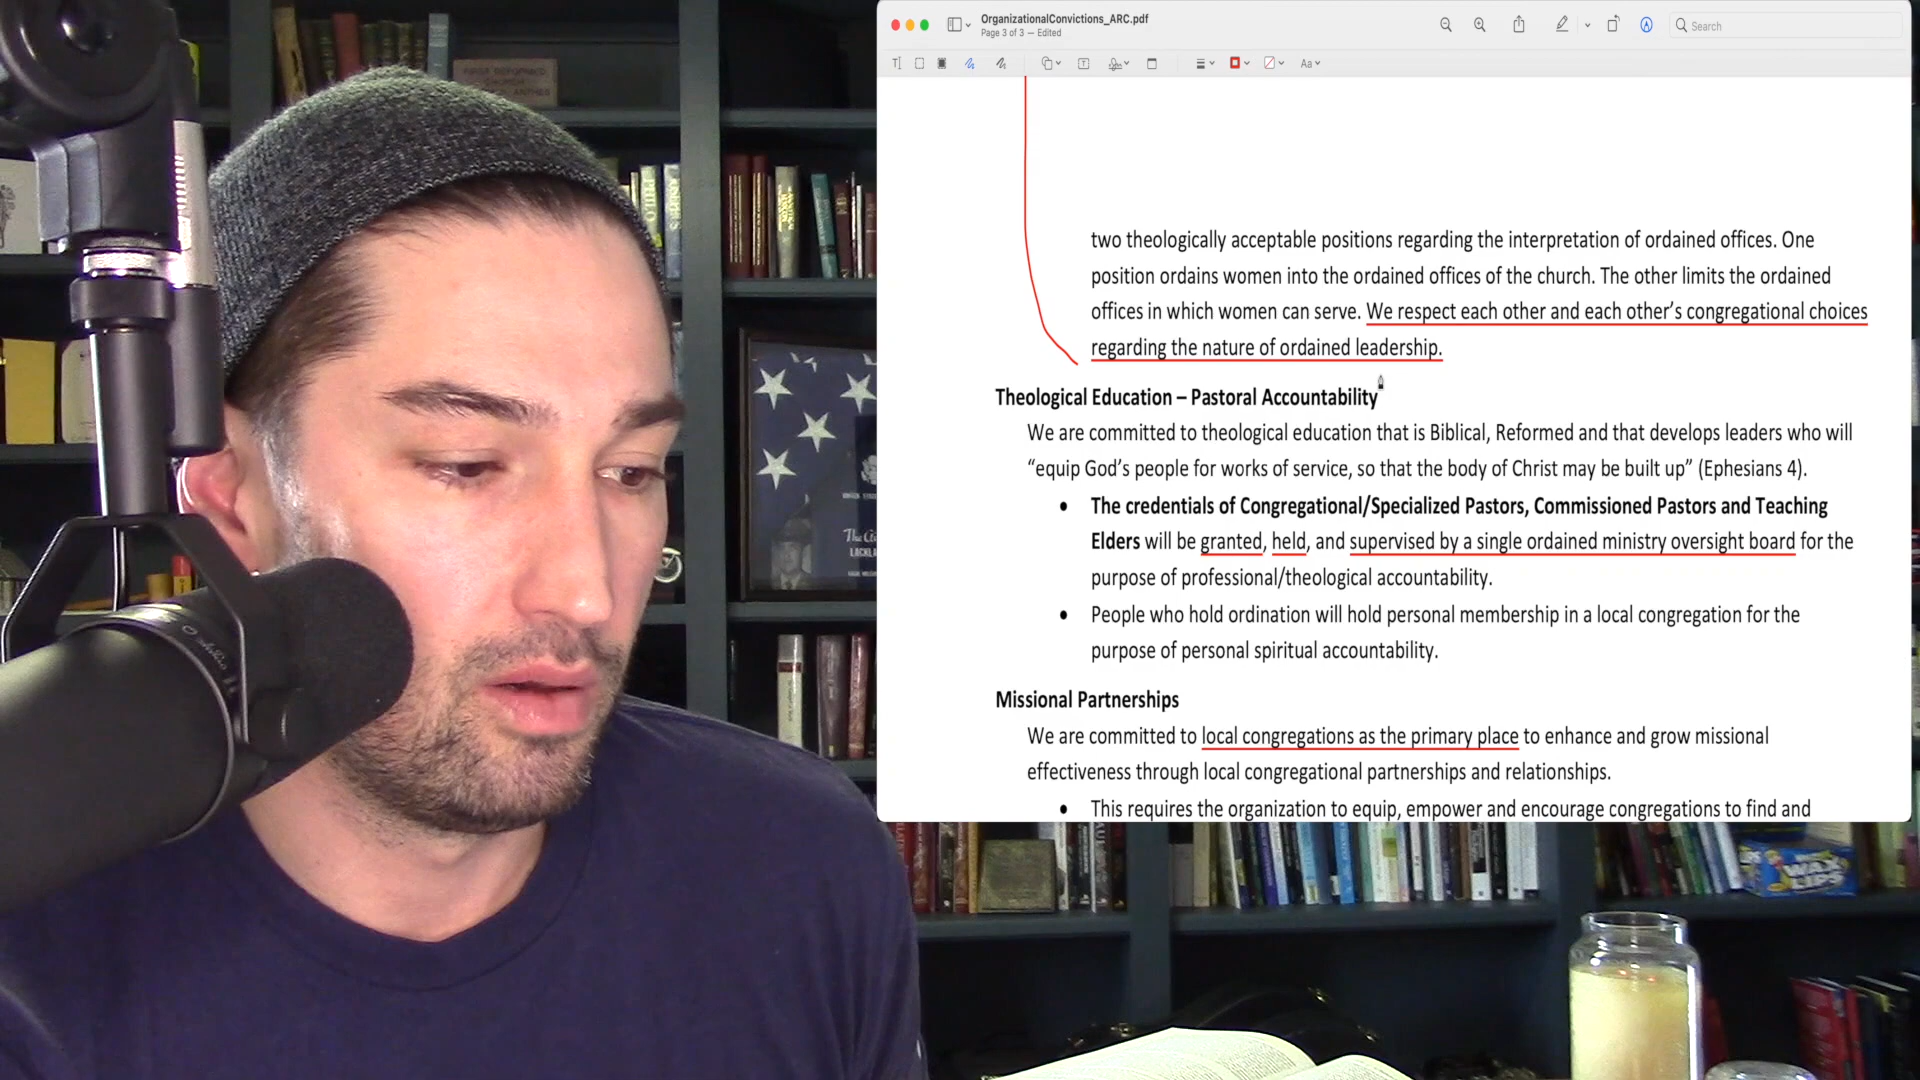 OrganizationalConvictions_ARC.pdf
Page 3 of 3 — Edited
Search
Aa
two theologically acceptable positions regarding the interpretation of ordained offices. One
position ordains women into the ordained offices of the church. The other limits the ordained
offices in which women can serve. We respect each other and each other’s congregational choices
regarding the nature of ordained leadership.
Theological Education – Pastoral Accountability
We are committed to theological education that is Biblical, Reformed and that develops leaders who will
“equip God’s people for works of service, so that the body of Christ may be built up” (Ephesians 4).
• The credentials of Congregational/Specialized Pastors, Commissioned Pastors and Teaching
Elders will be granted, held, and supervised by a single ordained ministry oversight board for the
purpose of professional/theological accountability.
• People who hold ordination will hold personal membership in a local congregation for the
purpose of personal spiritual accountability.
Missional Partnerships
We are committed to local congregations as the primary place to enhance and grow missional
effectiveness through local congregational partnerships and relationships.
• This requires the organization to equip, empower and encourage congregations to find and
PHILO
WAX
LIPS